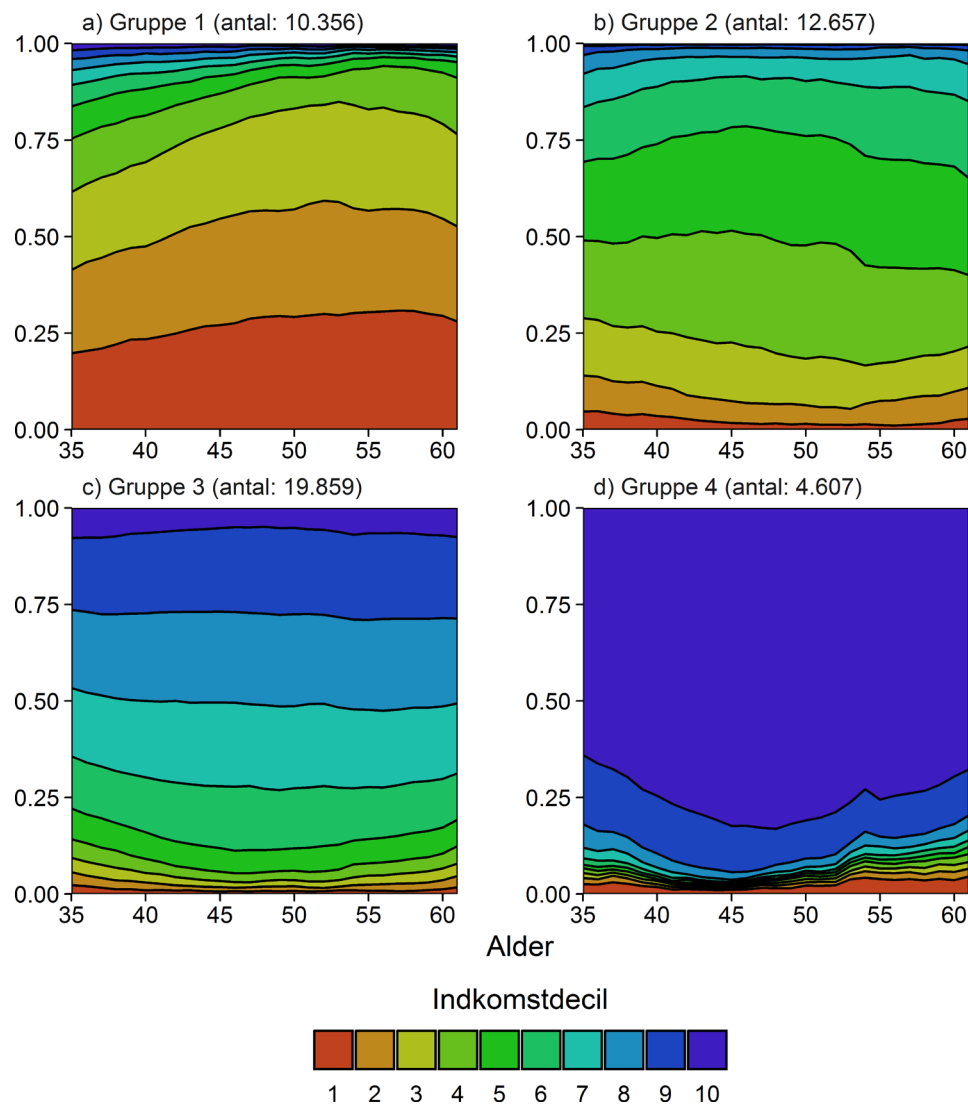 a) Gruppe 1 (antal: 10.356)
b) Gruppe 2 (antal: 12.657)
1.00
0.75
0.50
0.25
0.00
35 40 45 50 55 60
1.00
0.75
0.50
0.25
0.00
35 40 45 50 55 60
c) Gruppe 3 (antal: 19.859)
d) Gruppe 4 (antal: 4.607)
1.00
0.75
0.50
0.25
0.00
35 40 45 50 55 60
1.00
0.75
0.50
0.25
0.00
35 40 45 50 55 60
Alder
Indkomstdecil
1 2 3 4 5 6 7 8 9 10